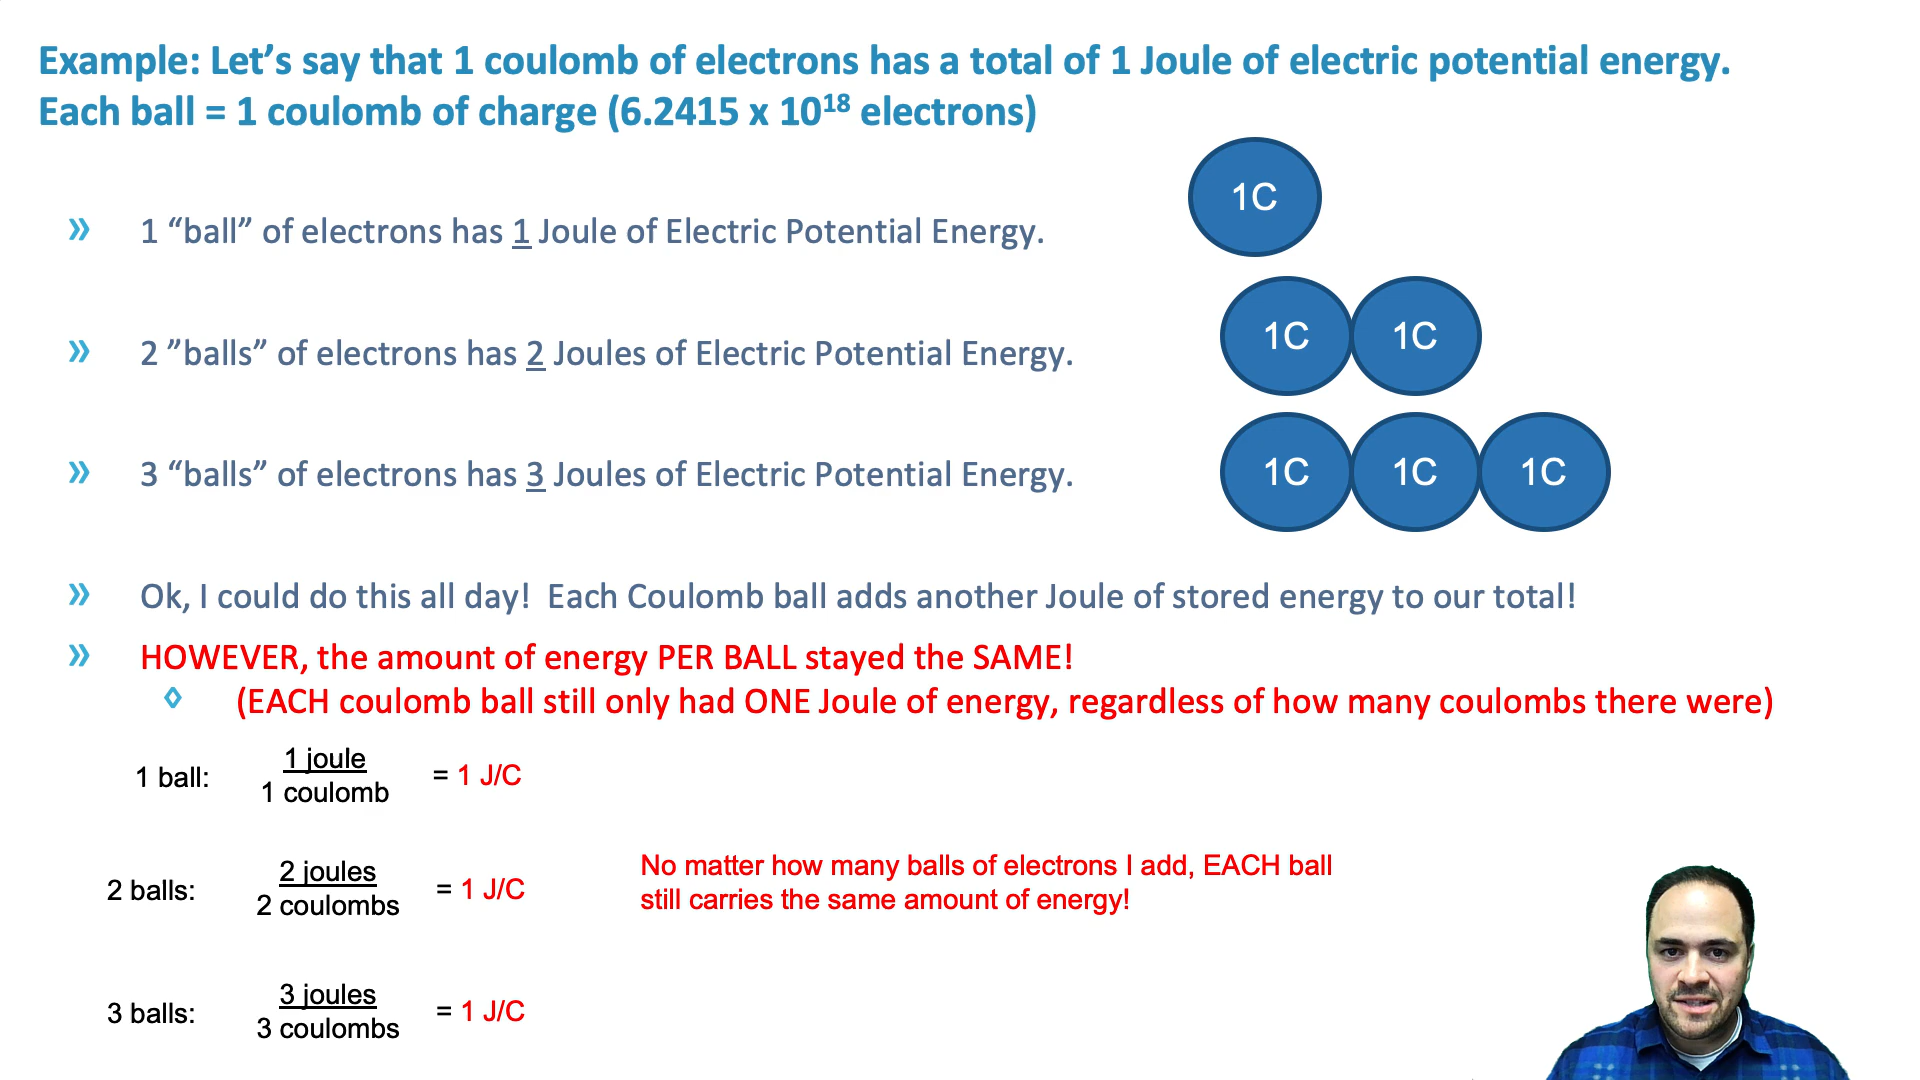 Example: Let’s say that 1 coulomb of electrons has a total of 1 Joule of electric potential energy.
Each ball = 1 coulomb of charge (6.2415 x 10¹⁸ electrons)
1C
» 1 “ball” of electrons has 1 Joule of Electric Potential Energy.
1C 1C
» 2 ”balls” of electrons has 2 Joules of Electric Potential Energy.
1C 1C 1C
» 3 “balls” of electrons has 3 Joules of Electric Potential Energy.
» Ok, I could do this all day!  Each Coulomb ball adds another Joule of stored energy to our total!
» HOWEVER, the amount of energy PER BALL stayed the SAME!
◊ (EACH coulomb ball still only had ONE Joule of energy, regardless of how many coulombs there were)
1 ball:
1 joule
1 coulomb
= 1 J/C
2 balls:
2 joules
2 coulombs
= 1 J/C
No matter how many balls of electrons I add, EACH ball
still carries the same amount of energy!
3 balls:
3 joules
3 coulombs
= 1 J/C